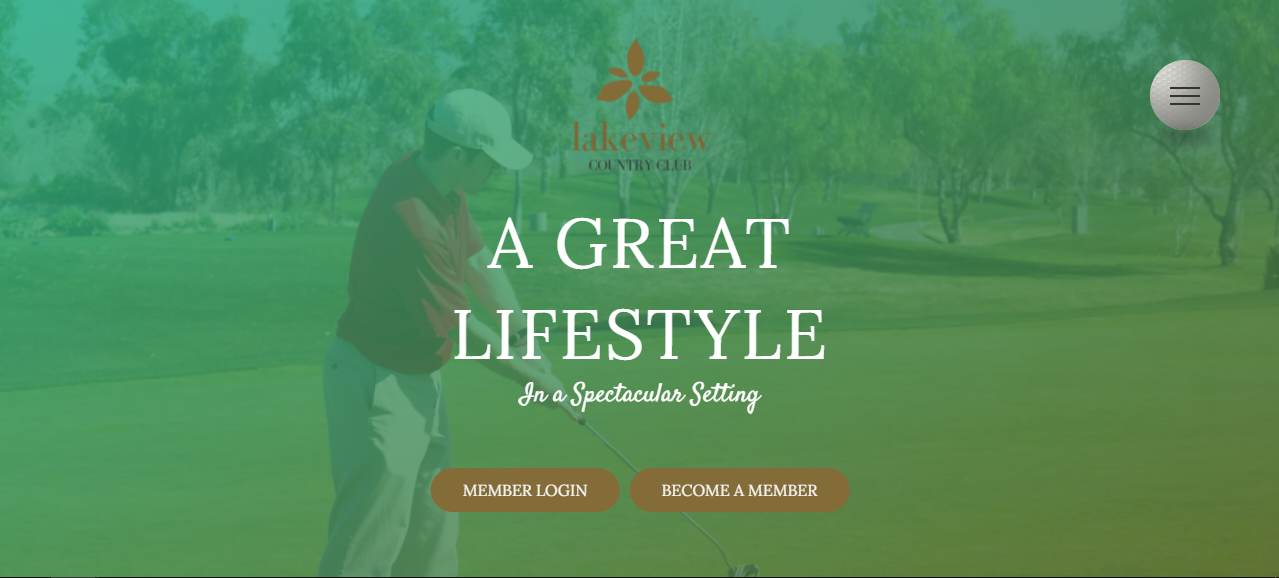 lakeview
COUNTRY CLUB
A GREAT
LIFESTYLE
In a Spectacular Setting
MEMBER LOGIN
BECOME A MEMBER